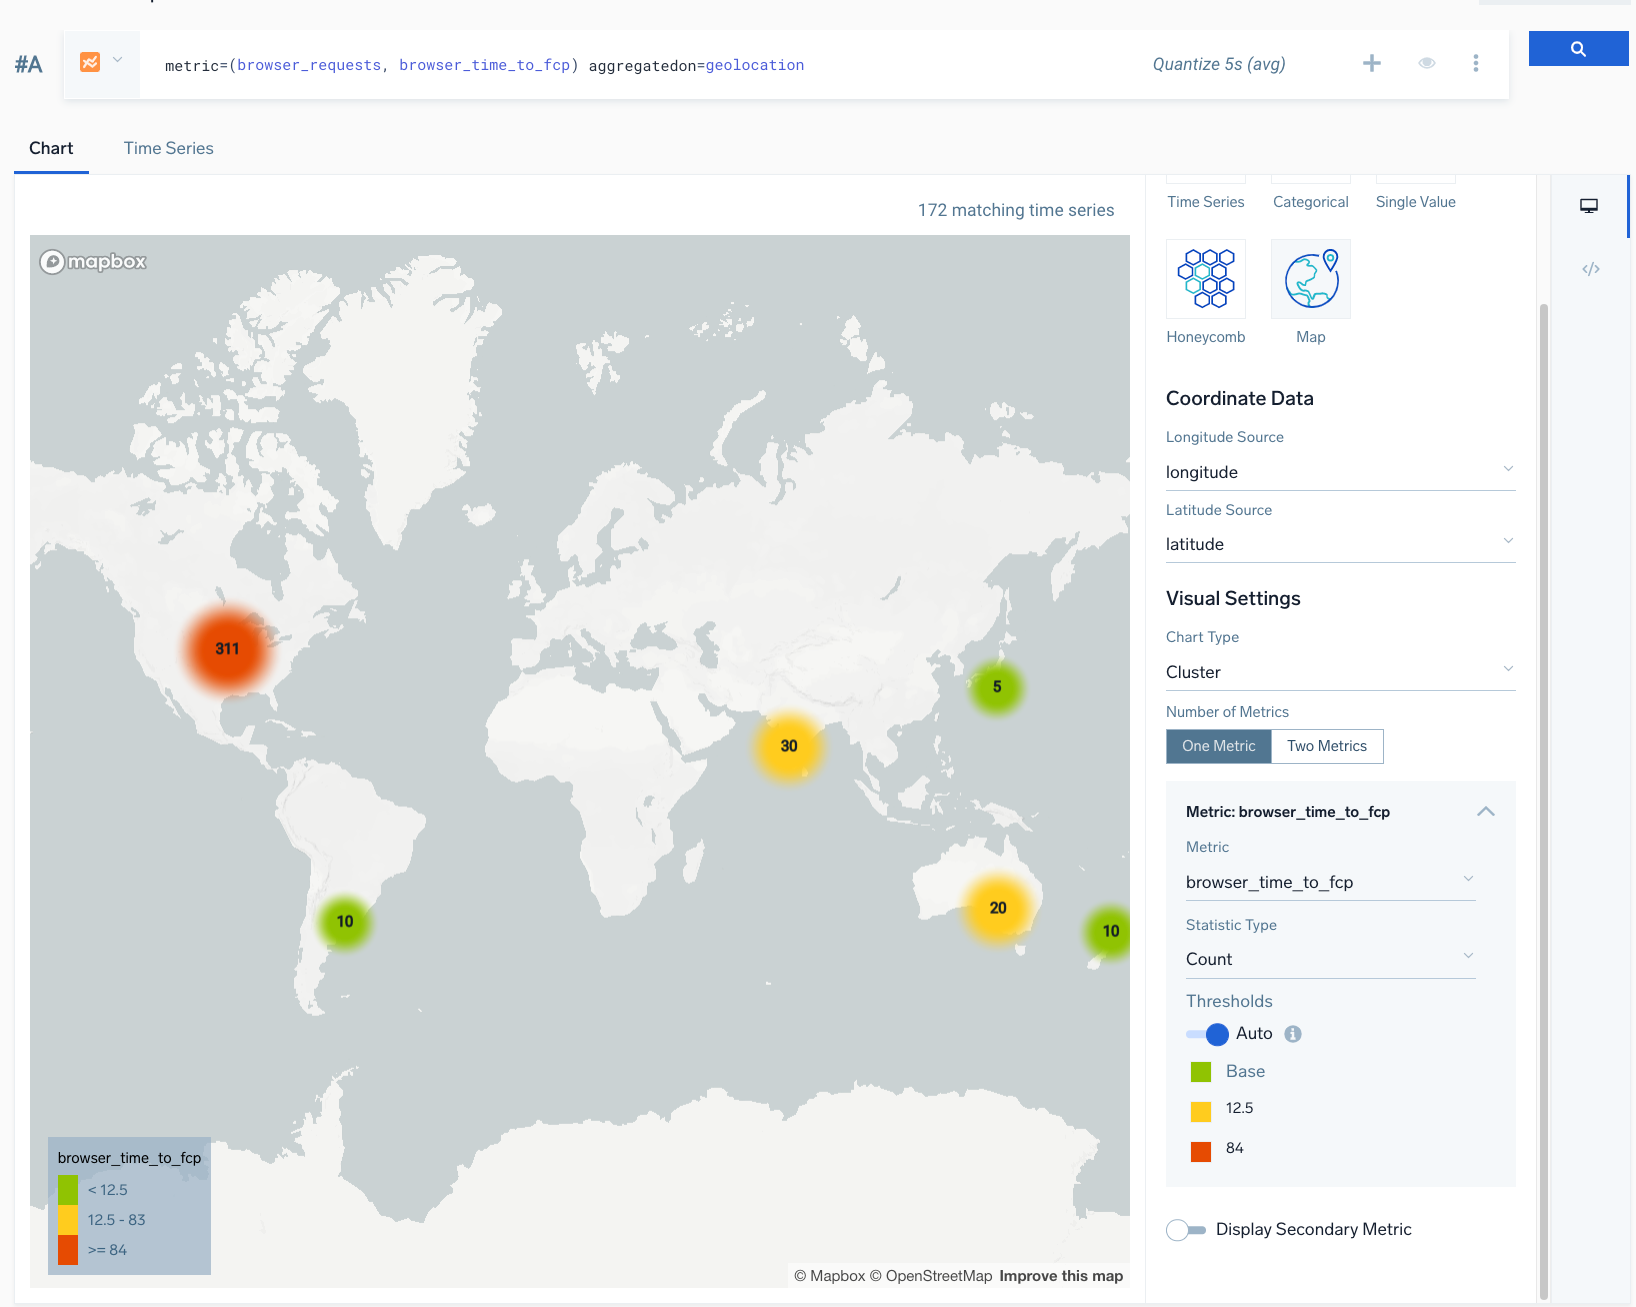 #A
metric=(browser_requests, browser_time_to_fcp) aggregatedon=geolocation
Quantize 5s (avg)
Chart
Time Series
172 matching time series
mapbox
311
5
30
10
20
10
browser_time_to_fcp
< 12.5
12.5 - 83
>= 84
© Mapbox © OpenStreetMap Improve this map
Time Series
Categorical
Single Value
Honeycomb
Map
Coordinate Data
Longitude Source
longitude
Latitude Source
latitude
Visual Settings
Chart Type
Cluster
Number of Metrics
One Metric
Two Metrics
Metric: browser_time_to_fcp
Metric
browser_time_to_fcp
Statistic Type
Count
Thresholds
Auto
Base
12.5
84
Display Secondary Metric